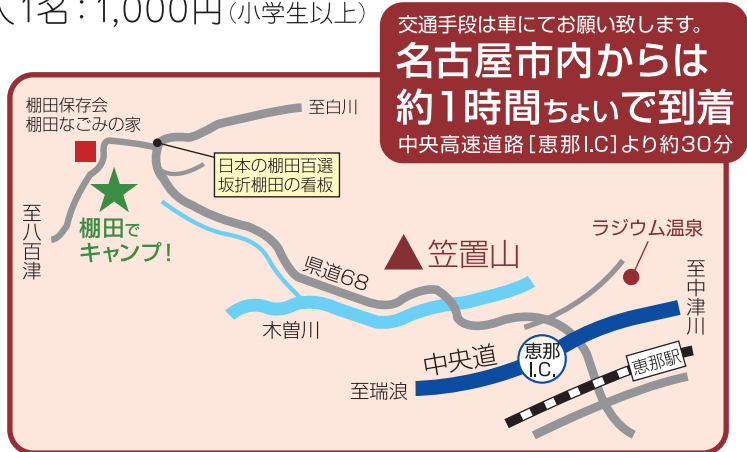 人1名：1,000円（小学生以上）
交通手段は車にてお願い致します。
名古屋市内からは
約1時間ちょいで到着
中央高速道路［恵那I.C］より約30分
棚田保存会
棚田なごみの家
至白川
日本の棚田百選
坂折棚田の看板
至八百津
棚田で
キャンプ！
県道68
笠置山
ラジウム温泉
至中津川
木曽川
中央道
恵那
I.C.
恵那駅
至瑞浪